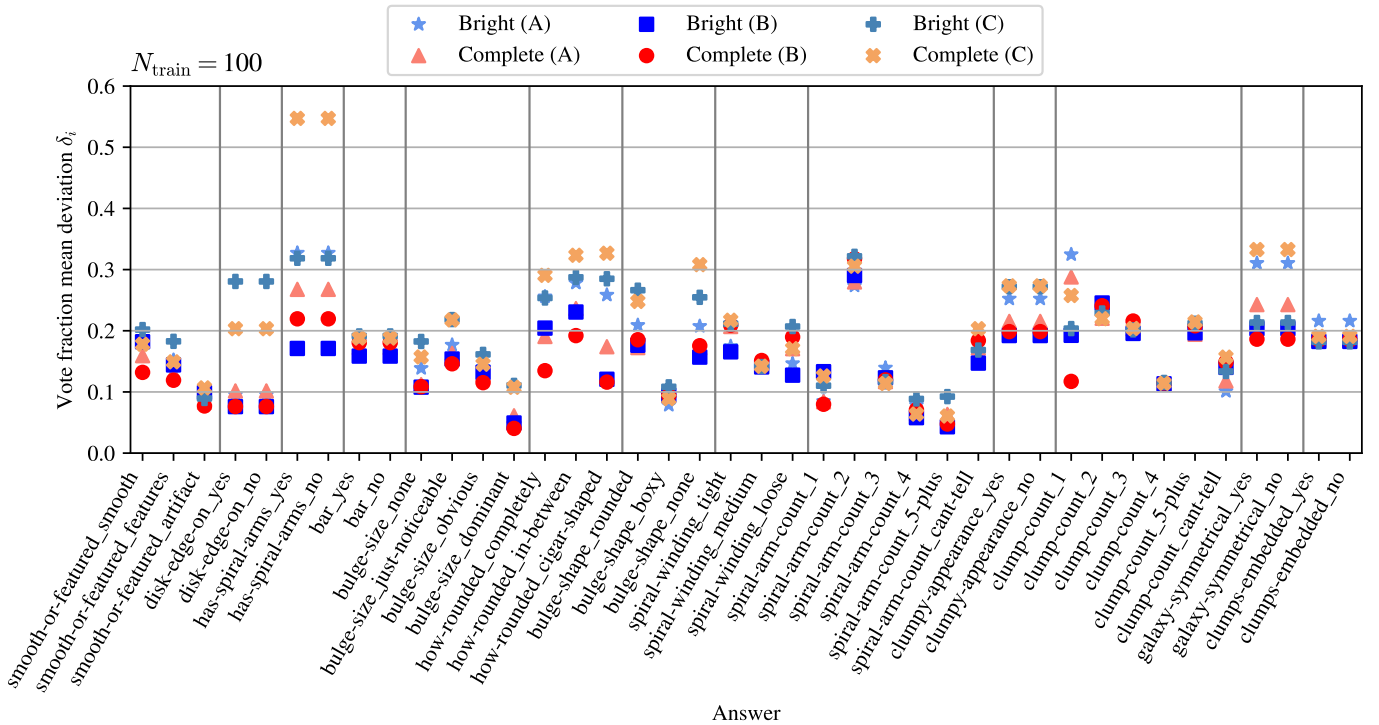 Bright (A)
Bright (B)
Bright (C)
Complete (A)
Complete (B)
Complete (C)
N_train = 100
Vote fraction mean deviation δ_i
0.6
0.5
0.4
0.3
0.2
0.1
0.0
smooth-or-featured_smooth
smooth-or-featured_features
smooth-or-featured_artifact
disk-edge-on_yes
disk-edge-on_no
has-spiral-arms_yes
has-spiral-arms_no
bar_yes
bar_no
bulge-size_none
bulge-size_just-noticeable
bulge-size_obvious
bulge-size_dominant
how-rounded_completely
how-rounded_in-between
how-rounded_cigar-shaped
bulge-shape_rounded
bulge-shape_boxy
bulge-shape_none
spiral-winding_tight
spiral-winding_medium
spiral-winding_loose
spiral-arm-count_1
spiral-arm-count_2
spiral-arm-count_3
spiral-arm-count_4
spiral-arm-count_5-plus
spiral-arm-count_cant-tell
clumpy-appearance_yes
clumpy-appearance_no
clump-count_1
clump-count_2
clump-count_3
clump-count_4
clump-count_5-plus
clump-count_cant-tell
galaxy-symmetrical_yes
galaxy-symmetrical_no
clumps-embedded_yes
clumps-embedded_no
Answer